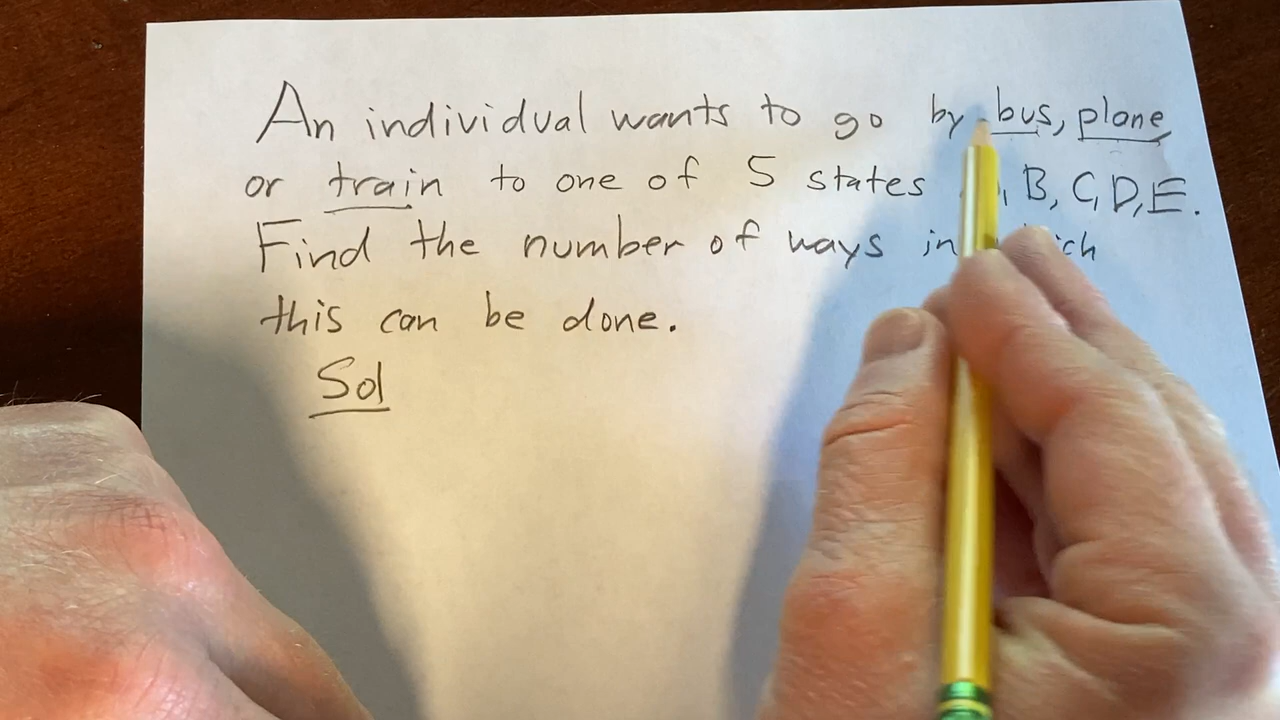 An individual wants to go by bus, plane
or train to one of 5 states , B, C, D, E.
Find the number of ways in
this can be done.
Sol